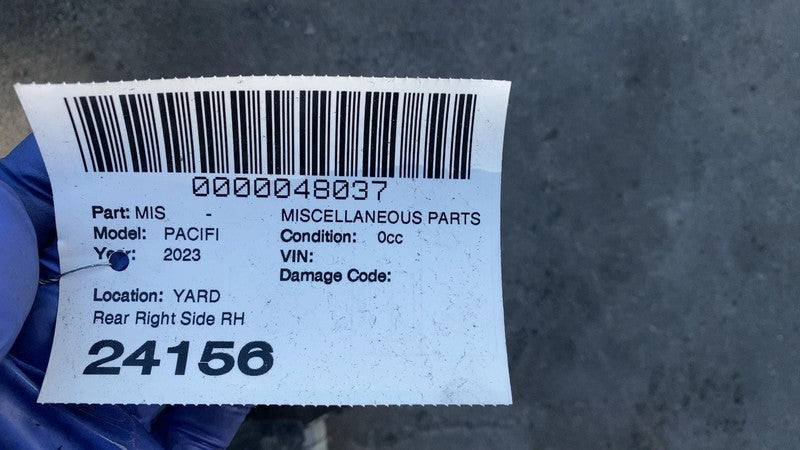 0000048037
Part: MIS - MISCELLANEOUS PARTS
Model: PACIFI Condition: 0cc
Year: 2023 VIN:
Damage Code:
Location: YARD
Rear Right Side RH
24156